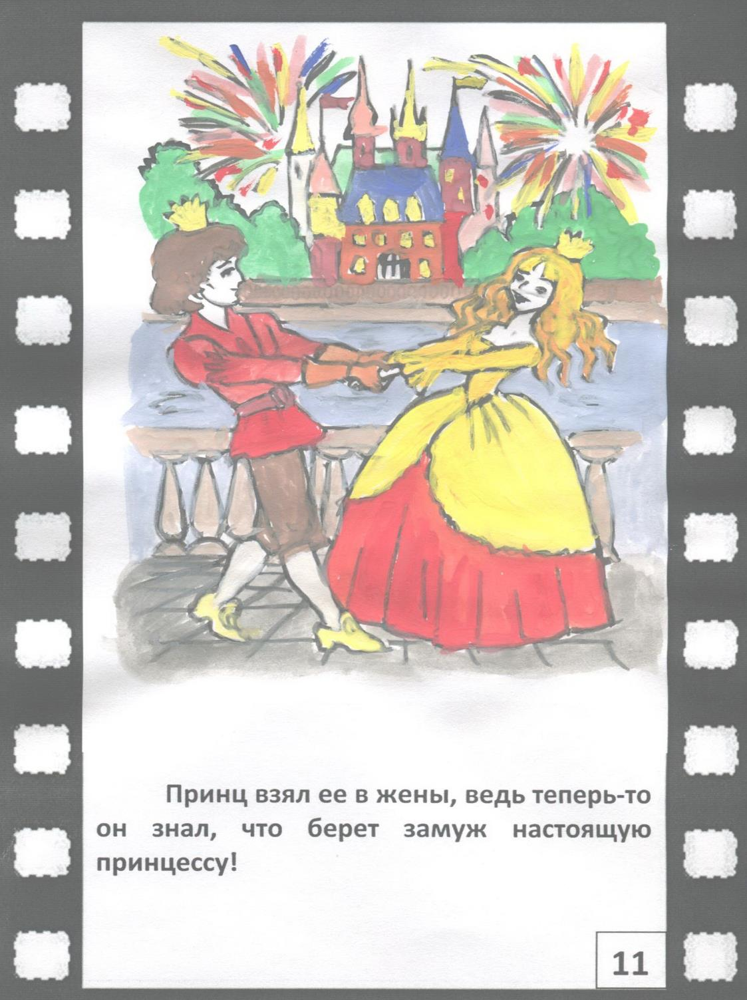 Принц взял ее в жены, ведь теперь-то
он знал, что берет замуж настоящую
принцессу!
11